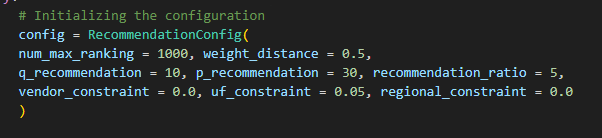 y.
# Initializing the configuration
config = RecommendationConfig(
num_max_ranking = 1000, weight_distance = 0.5,
q_recommendation = 10, p_recommendation = 30, recommendation_ratio = 5,
vendor_constraint = 0.0, uf_constraint = 0.05, regional_constraint = 0.0
)